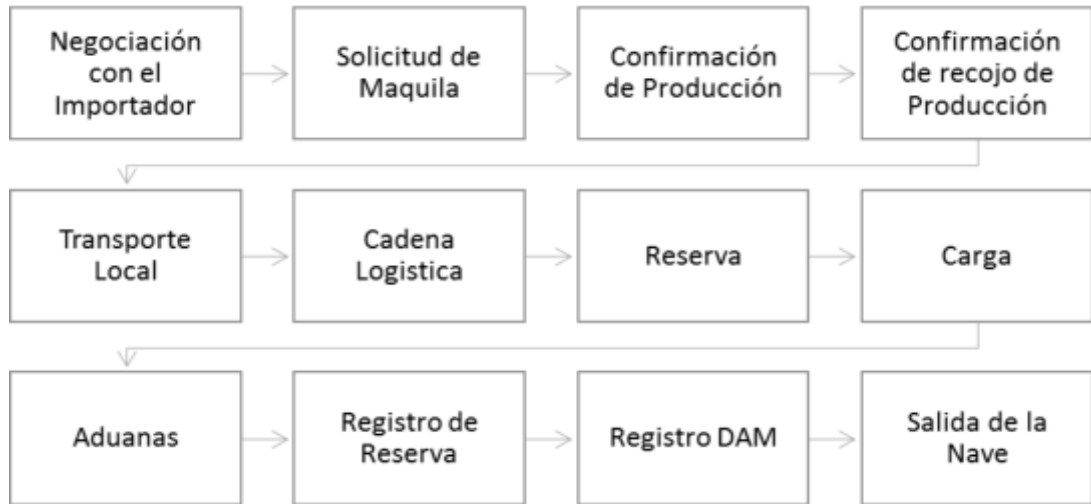 Negociación
con el
Importador
Solicitud de
Maquila
Confirmación
de Producción
Confirmación
de recojo de
Producción
Transporte
Local
Cadena
Logistica
Reserva
Carga
Aduanas
Registro de
Reserva
Registro DAM
Salida de la
Nave